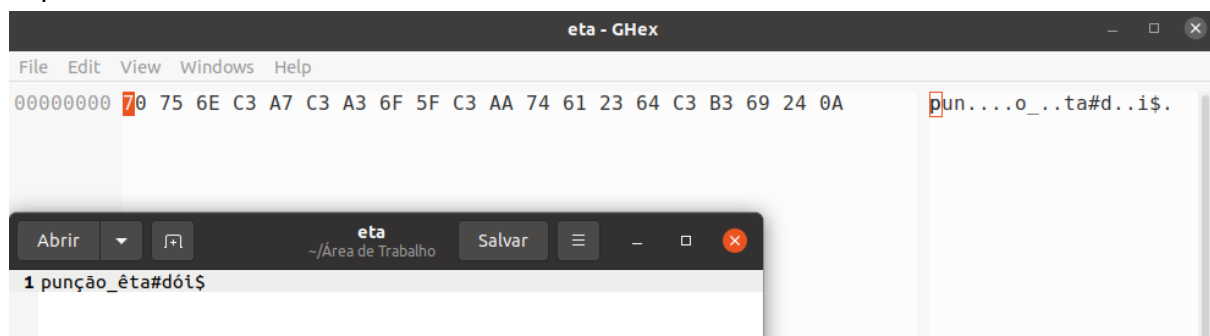 eta - GHex
File Edit View Windows Help
00000000 70 75 6E C3 A7 C3 A3 6F 5F C3 AA 74 61 23 64 C3 B3 69 24 0A pun....o_..ta#d..i$.
Abrir eta Salvar
~/Área de Trabalho
1 punção_êta#dói$